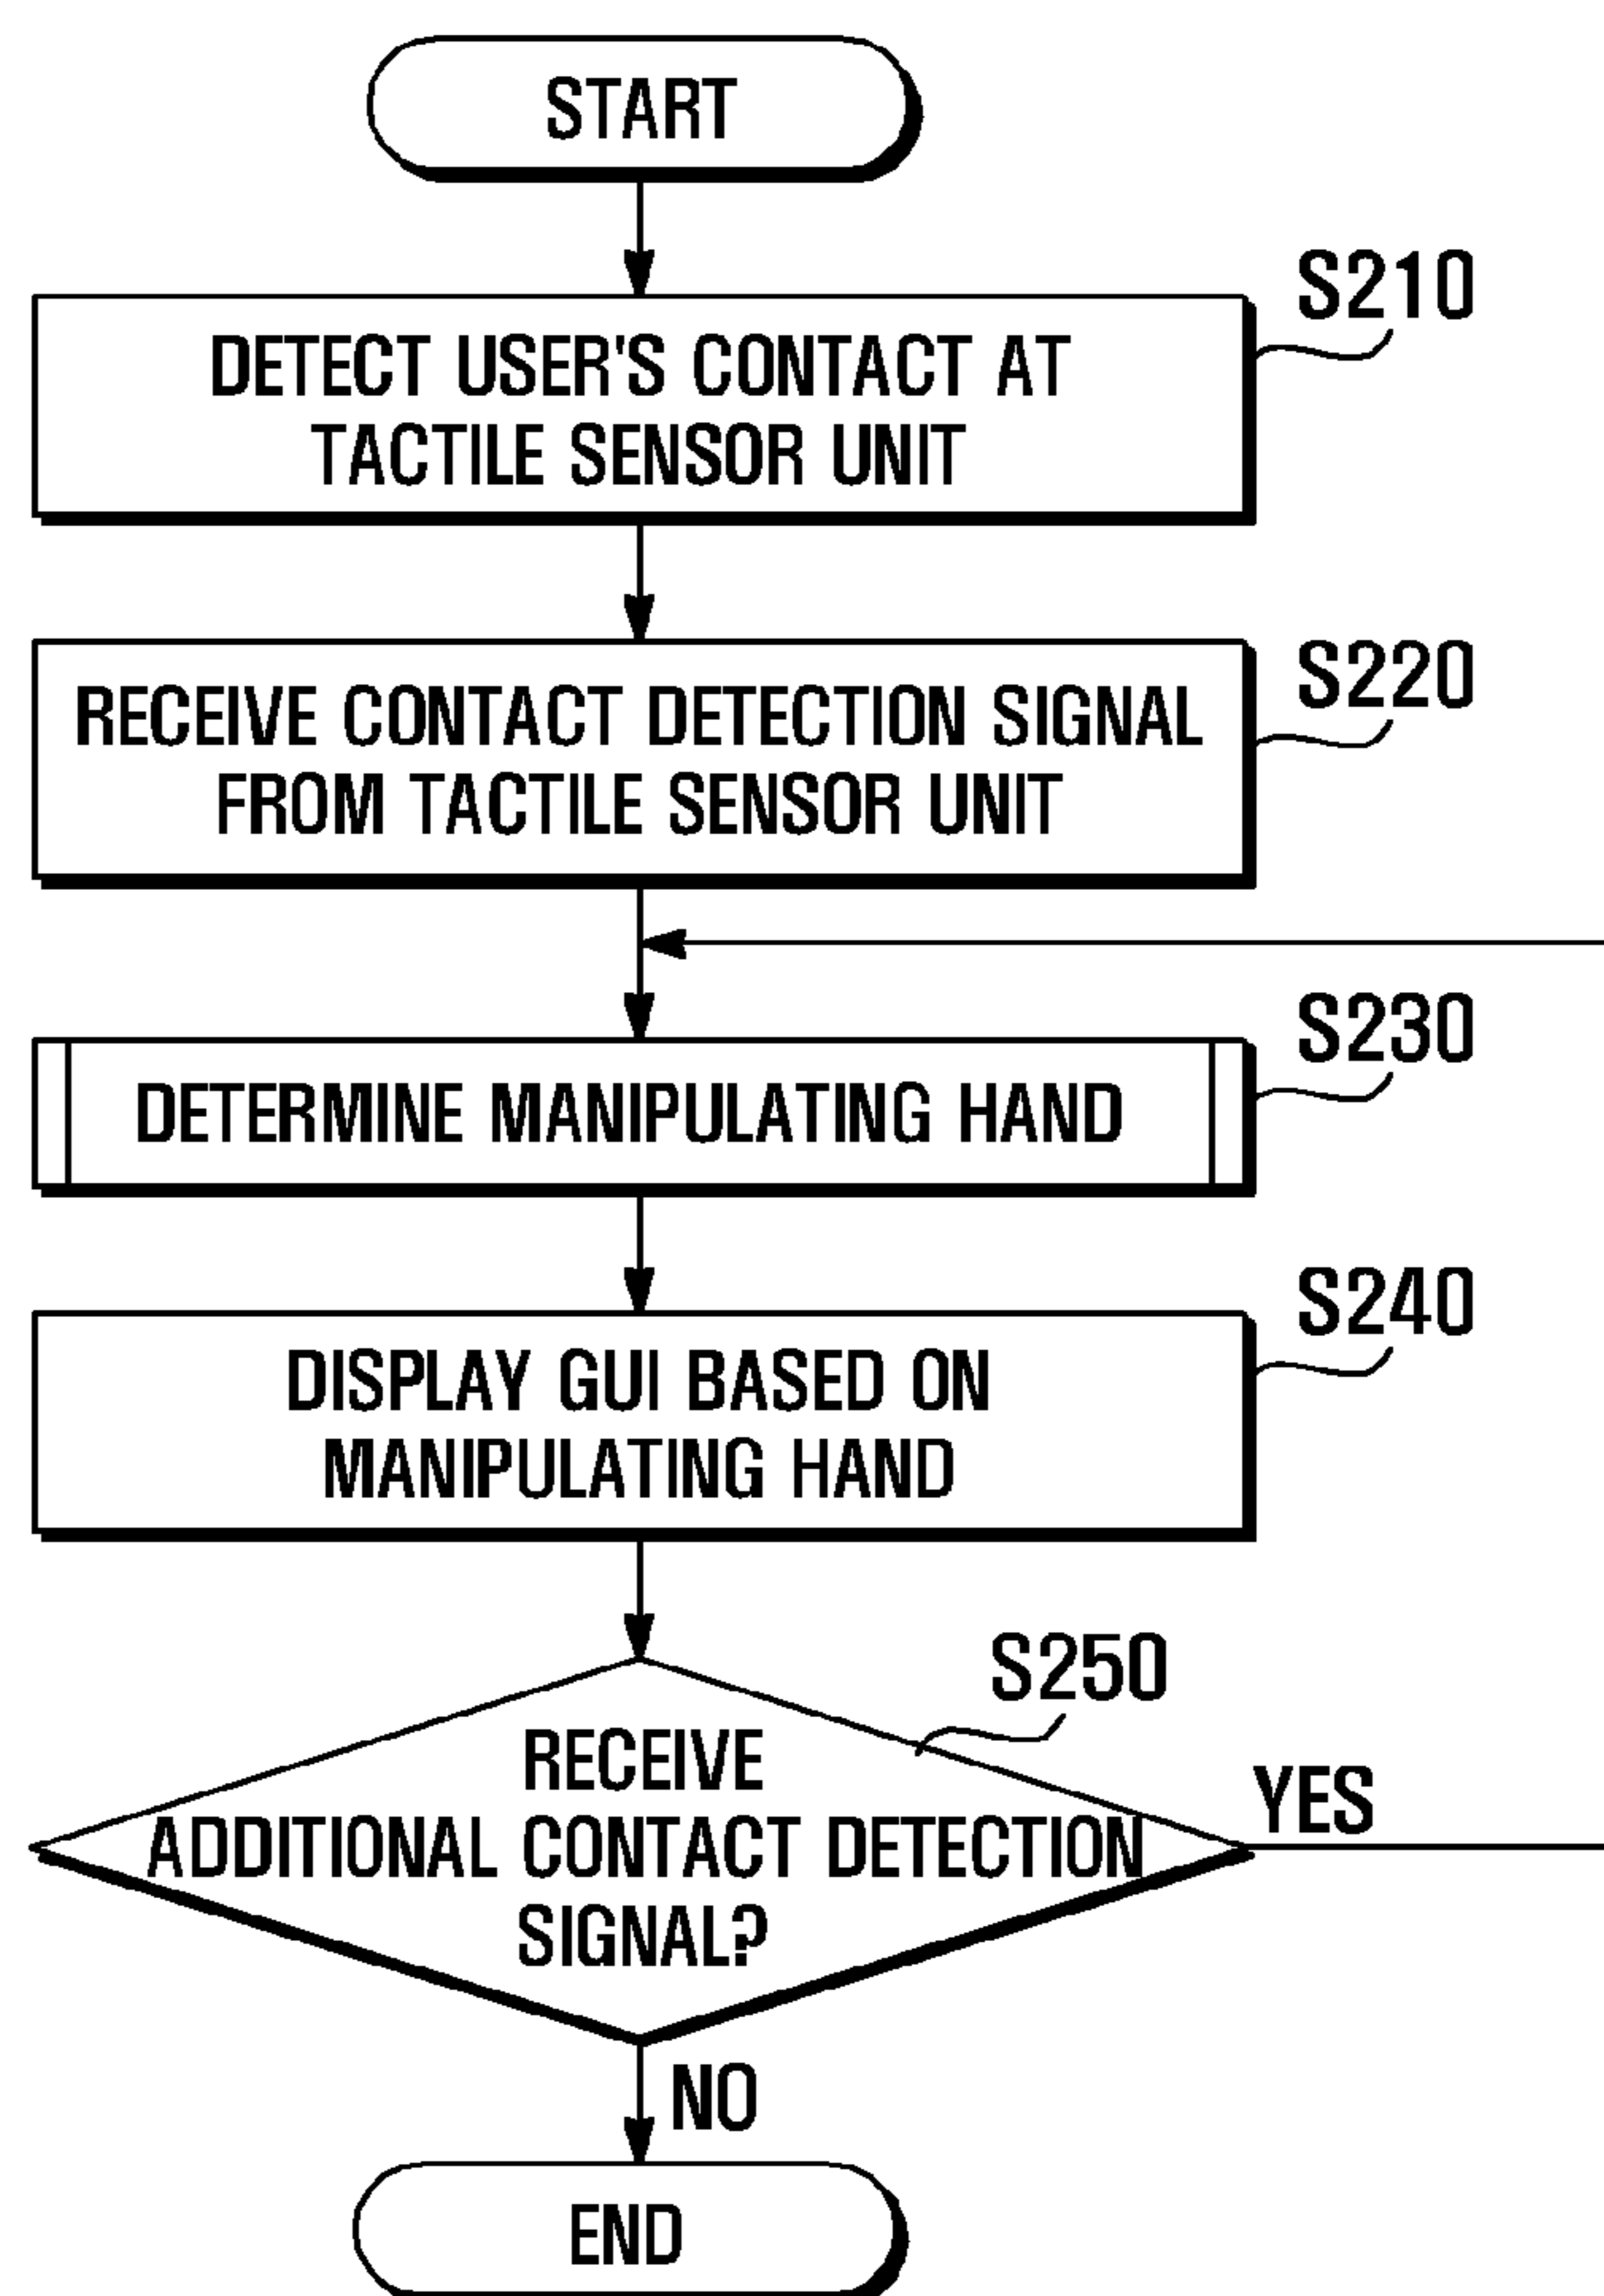 START
S210
DETECT USER'S CONTACT AT
TACTILE SENSOR UNIT
S220
RECEIVE CONTACT DETECTION SIGNAL
FROM TACTILE SENSOR UNIT
S230
DETERMINE MANIPULATING HAND
S240
DISPLAY GUI BASED ON
MANIPULATING HAND
S250
RECEIVE
ADDITIONAL CONTACT DETECTION
SIGNAL?
YES
NO
END